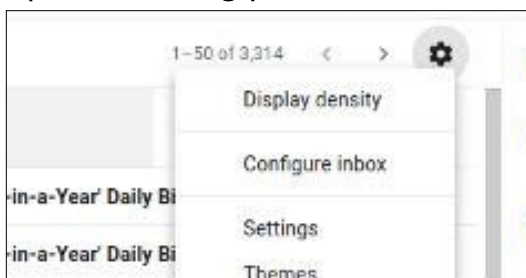 1–50 of 3,314
Display density
Configure inbox
-in-a-Year' Daily Bi
Settings
-in-a-Year' Daily Bi
Themes